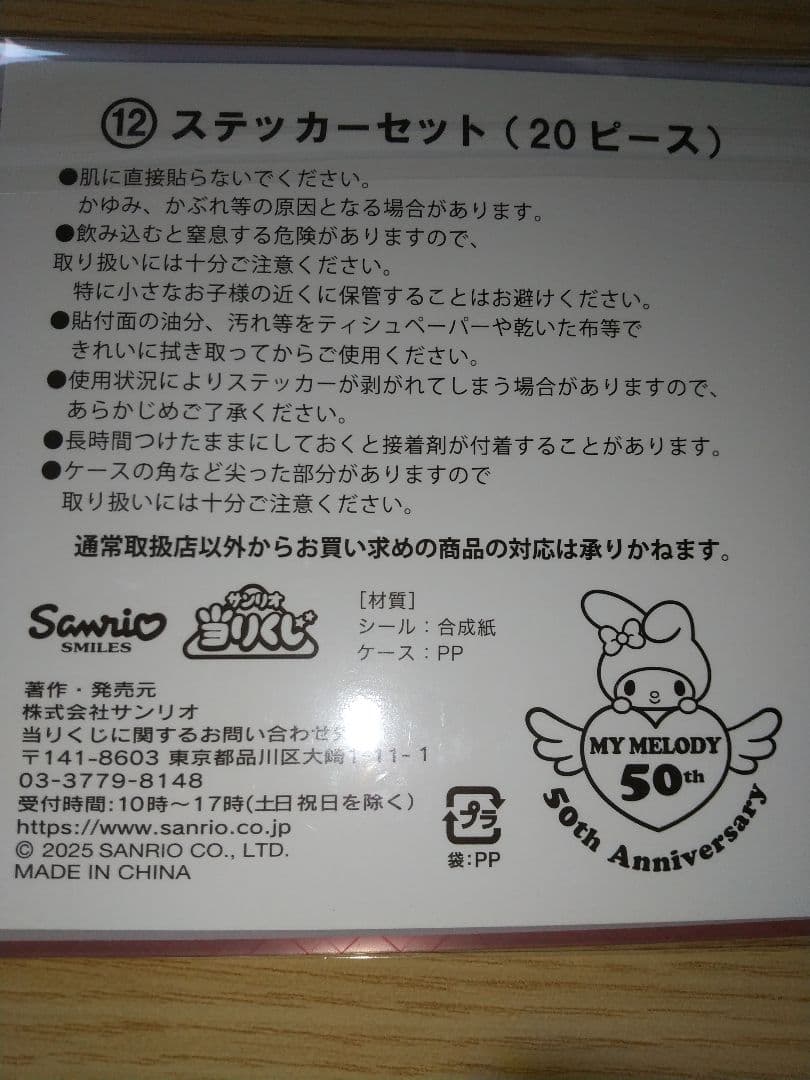 ⑫ ステッカーセット（20ピース）
●肌に直接貼らないでください。
かゆみ、かぶれ等の原因となる場合があります。
●飲み込むと窒息する危険がありますので、
取り扱いには十分ご注意ください。
特に小さなお子様の近くに保管することはお避けください。
●貼付面の油分、汚れ等をティシュペーパーや乾いた布等で
きれいに拭き取ってからご使用ください。
●使用状況によりステッカーが剥がれてしまう場合がありますので、
あらかじめご了承ください。
●長時間つけたままにしておくと接着剤が付着することがあります。
●ケースの角など尖った部分がありますので
取り扱いには十分ご注意ください。
通常取扱店以外からお買い求めの商品の対応は承りかねます。
Sanrio
SMILES
サンリオ
当りくじ
[材質]
シール：合成紙
ケース：PP
著作・発売元
株式会社サンリオ
当りくじに関するお問い合わせ
〒141-8603 東京都品川区大崎1-11-1
03-3779-8148
受付時間:10時～17時(土日祝日を除く)
https://www.sanrio.co.jp
© 2025 SANRIO CO., LTD.
MADE IN CHINA
プラ
袋:PP
MY MELODY
50th
50th Anniversary